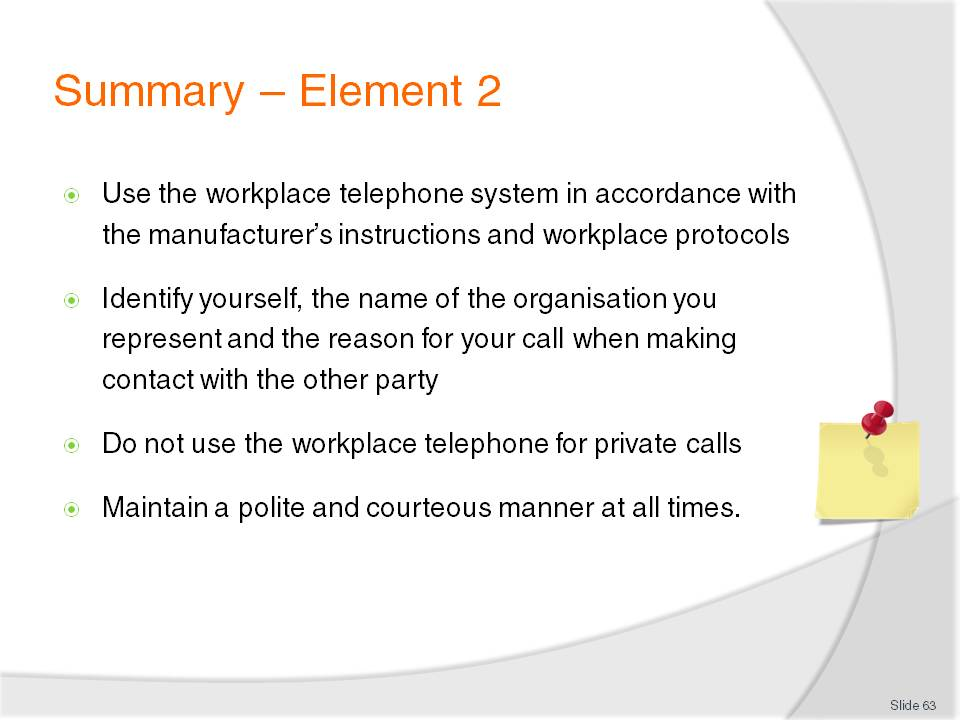 Summary – Element 2
Use the workplace telephone system in accordance with
the manufacturer’s instructions and workplace protocols
Identify yourself, the name of the organisation you
represent and the reason for your call when making
contact with the other party
Do not use the workplace telephone for private calls
Maintain a polite and courteous manner at all times.
Slide 63